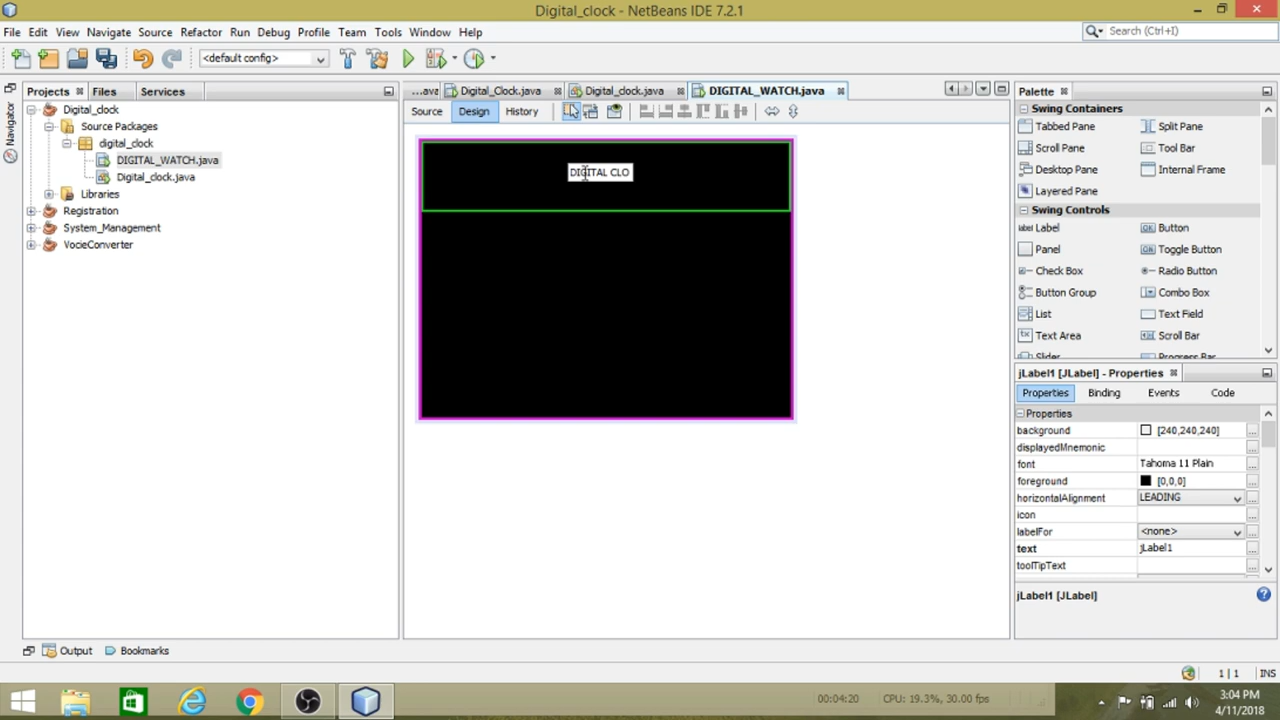 Digital_clock - NetBeans IDE 7.2.1
File Edit View Navigate Source Refactor Run Debug Profile Team Tools Window Help
Search (Ctrl+I)
<default config>
Projects Files Services
...ava Digital_Clock.java Digital_clock.java DIGITAL_WATCH.java
Palette
Navigator
Source Design History
Digital_clock
Source Packages
digital_clock
DIGITAL_WATCH.java
Digital_clock.java
Libraries
Registration
System_Management
VocieConverter
DIGITAL CLO
Swing Containers
Tabbed Pane Split Pane
Scroll Pane Tool Bar
Desktop Pane Internal Frame
Layered Pane
Swing Controls
label Label OK Button
Panel OK Toggle Button
Check Box Radio Button
Button Group Combo Box
List Text Field
Text Area Scroll Bar
Slider Progress Bar
jLabel1 [JLabel] - Properties
Properties Binding Events Code
Properties
background [240,240,240] ...
displayedMnemonic ...
font Tahoma 11 Plain ...
foreground [0,0,0] ...
horizontalAlignment LEADING ...
icon ...
labelFor <none> ...
text jLabel1 ...
toolTipText ...
jLabel1 [JLabel]
Output Bookmarks
1 | 1 INS
00:04:20 CPU: 19.3%, 30.00 fps
3:04 PM
4/11/2018